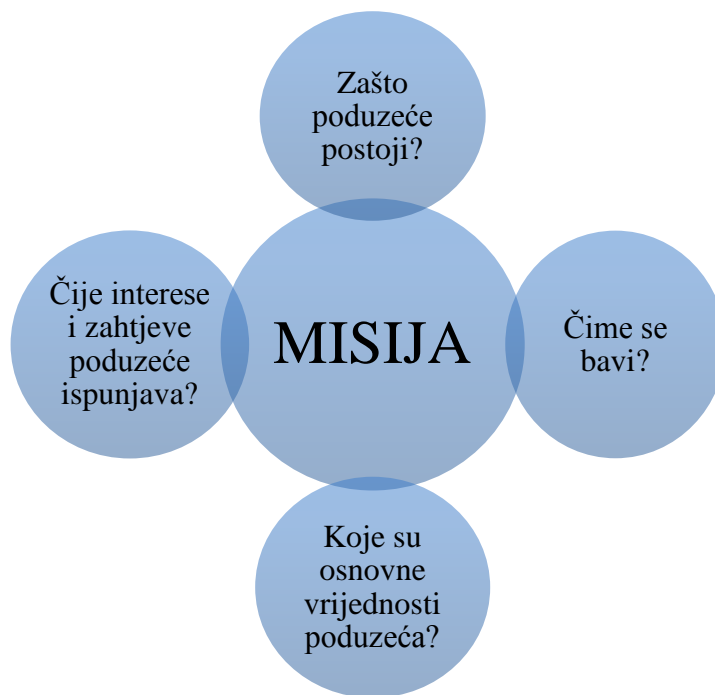 Zašto
poduzeće
postoji?
Čije interese
i zahtjeve
poduzeće
ispunjava?
MISIJA
Čime se
bavi?
Koje su
osnovne
vrijednosti
poduzeća?